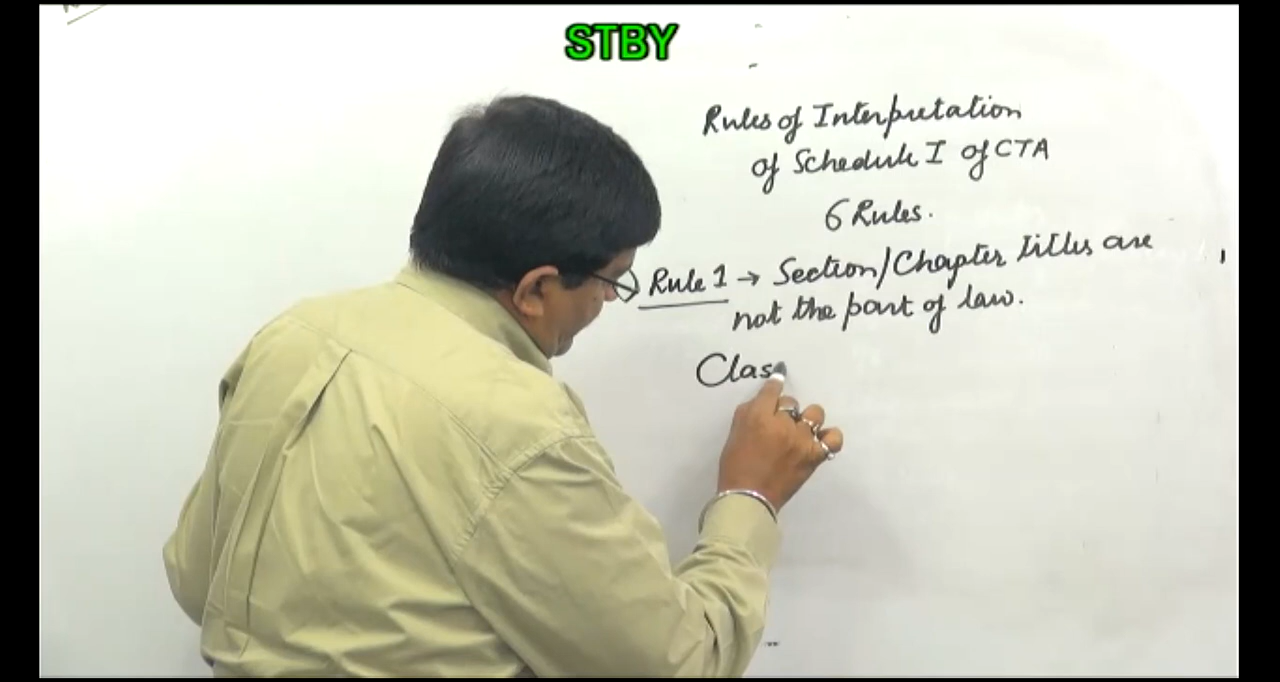 STBY
Rules of Interpretation
of Schedule I of CTA
6 Rules.
Rule 1 → Section/Chapter titles are
not the part of law.
Clas